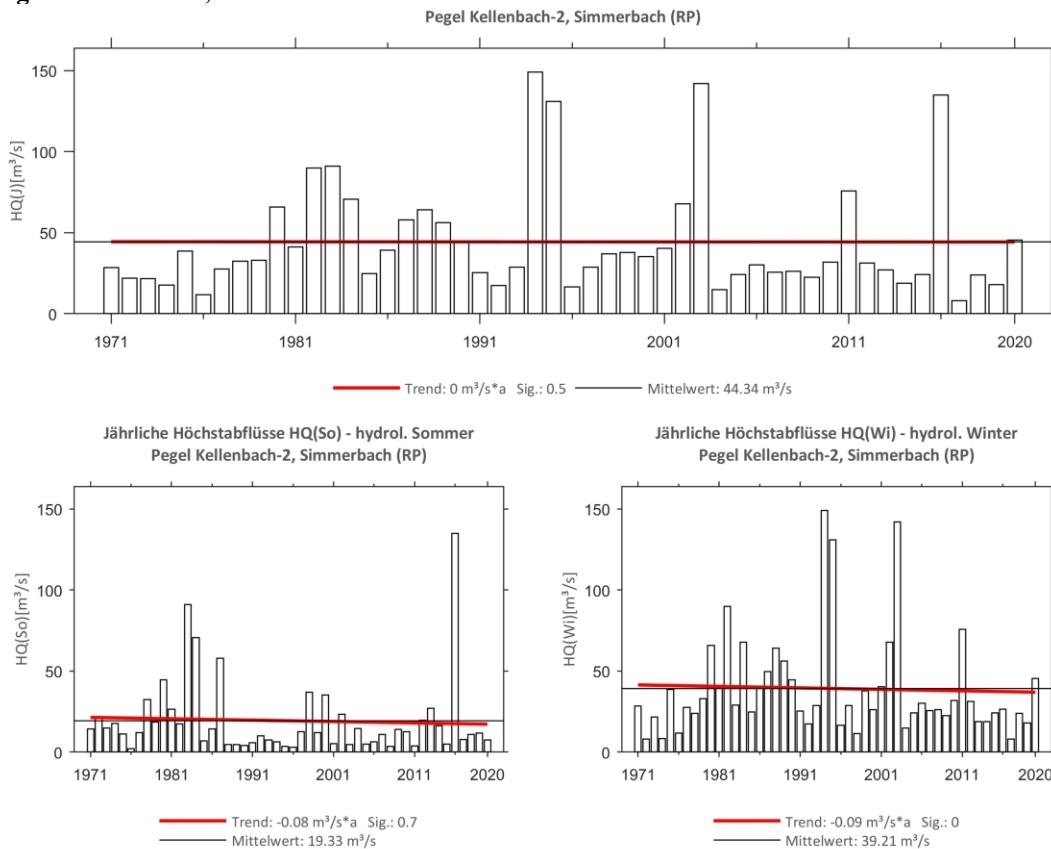 Pegel Kellenbach-2, Simmerbach (RP)
150
100
50
0
HQ(J)[m³/s]
1971 1981 1991 2001 2011 2020
Trend: 0 m³/s*a Sig.: 0.5 Mittelwert: 44.34 m³/s
Jährliche Höchstabflüsse HQ(So) - hydrol. Sommer
Pegel Kellenbach-2, Simmerbach (RP)
150
100
50
0
HQ(So)[m³/s]
1971 1981 1991 2001 2011 2020
Trend: -0.08 m³/s*a Sig.: 0.7
Mittelwert: 19.33 m³/s
Jährliche Höchstabflüsse HQ(Wi) - hydrol. Winter
Pegel Kellenbach-2, Simmerbach (RP)
150
100
50
0
HQ(Wi)[m³/s]
1971 1981 1991 2001 2011 2020
Trend: -0.09 m³/s*a Sig.: 0
Mittelwert: 39.21 m³/s